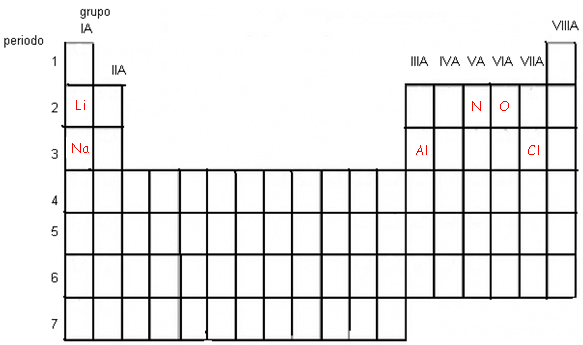 grupo
VIIIA
IA
periodo
1
IIA
IIIA IVA VA VIA VIIA
2 Li N O
3 Na Al Cl
4
5
6
7